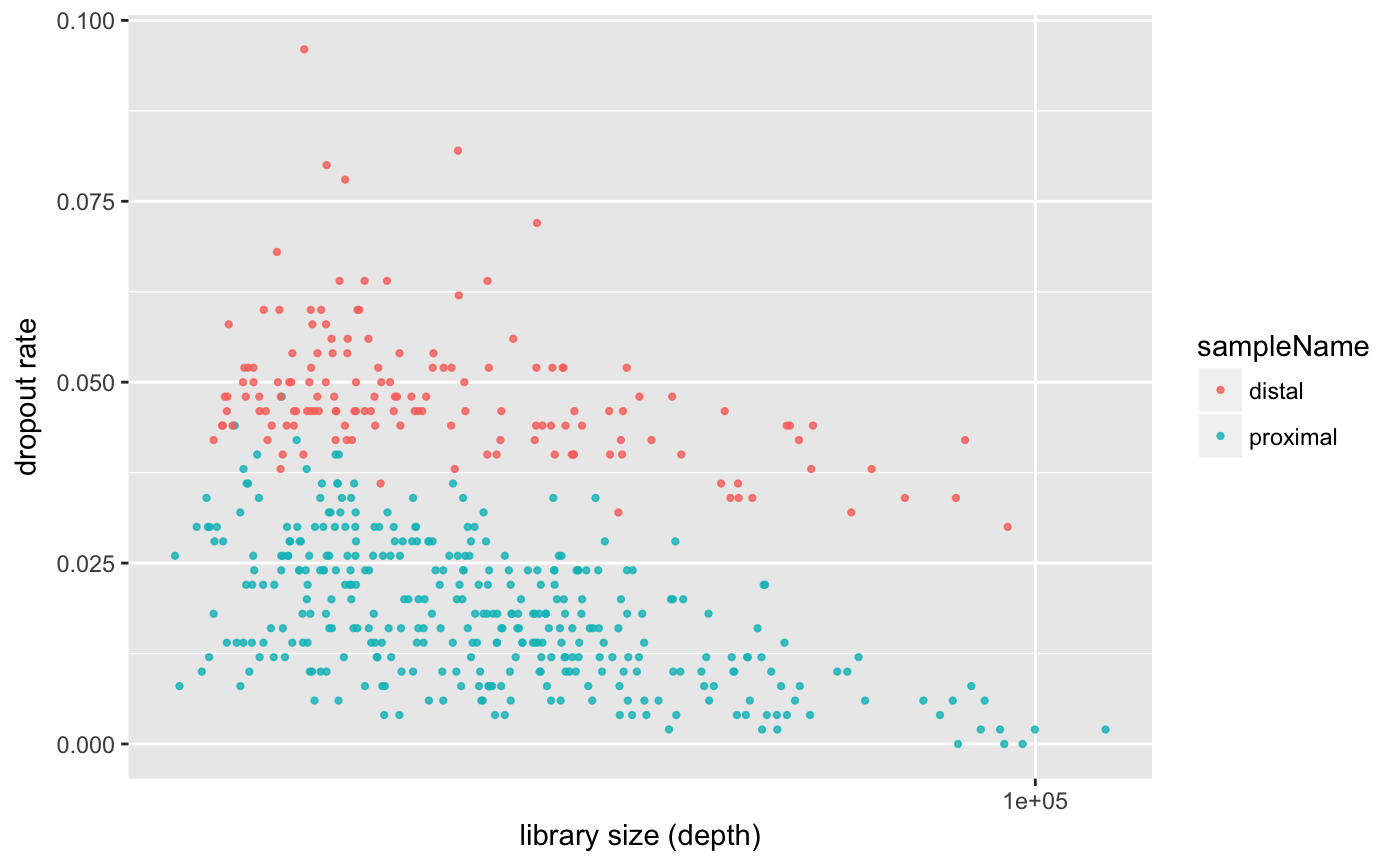 0.100
0.075
0.050
0.025
0.000
dropout rate
1e+05
library size (depth)
sampleName
distal
proximal